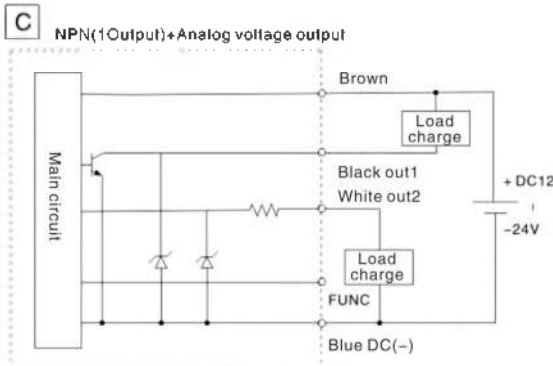 C
NPN(1Output)+Analog voltage output
Brown
Load
charge
Main circuit
Black out1
White out2
+ DC12
-24V
Load
charge
FUNC
Blue DC(-)